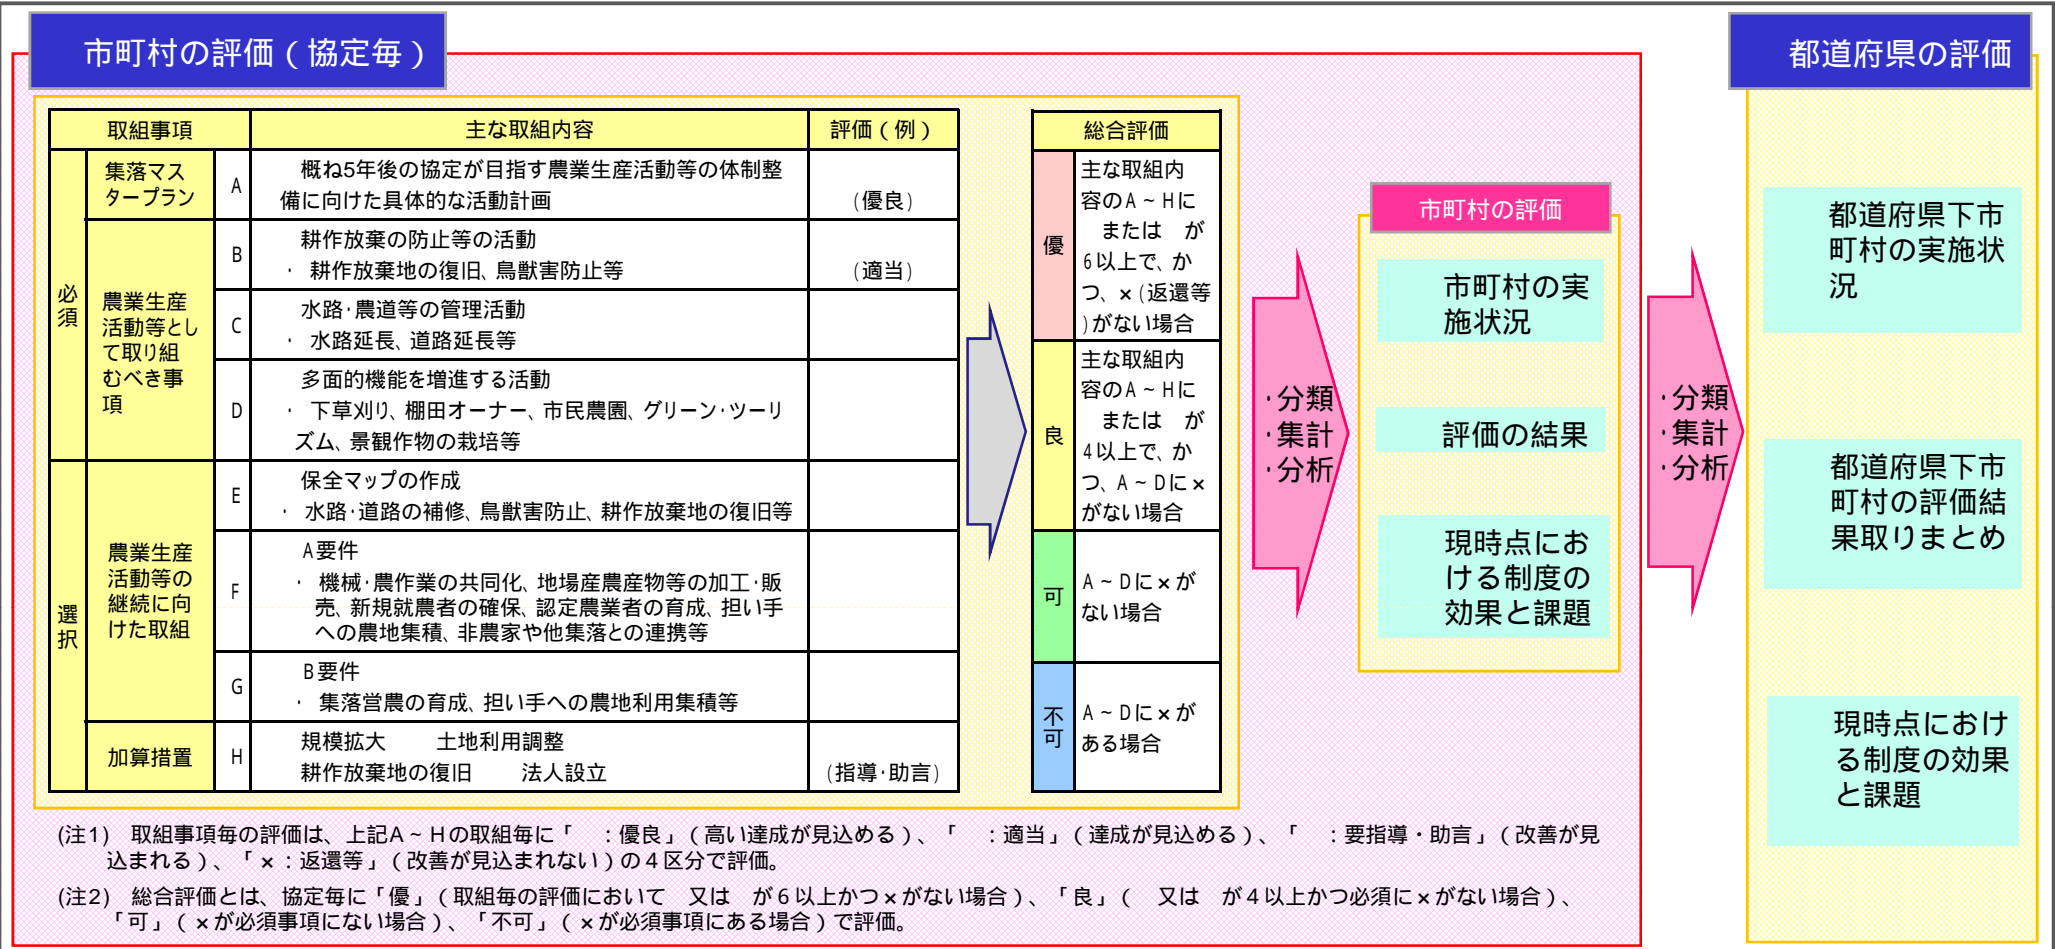 市町村の評価（協定毎）
取組事項
主な取組内容
評価（例）
必須
集落マス
タープラン
A
概ね5年後の協定が目指す農業生産活動等の体制整
備に向けた具体的な活動計画
(優良)
農業生産
活動等とし
て取り組
むべき事
項
B
耕作放棄の防止等の活動
・ 耕作放棄地の復旧、鳥獣害防止等
(適当)
C
水路・農道等の管理活動
・ 水路延長、道路延長等
D
多面的機能を増進する活動
・ 下草刈り、棚田オーナー、市民農園、グリーン・ツーリ
ズム、景観作物の栽培等
選択
農業生産
活動等の
継続に向
けた取組
E
保全マップの作成
・ 水路・道路の補修、鳥獣害防止、耕作放棄地の復旧等
F
A要件
・ 機械・農作業の共同化、地場産農産物等の加工・販
売、新規就農者の確保、認定農業者の育成、担い手
への農地集積、非農家や他集落との連携等
G
B要件
・ 集落営農の育成、担い手への農地利用集積等
加算措置
H
規模拡大 土地利用調整
耕作放棄地の復旧 法人設立
(指導・助言)
総合評価
優
主な取組内
容のA～Hに
または が
6以上で、か
つ、×(返還等
)がない場合
良
主な取組内
容のA～Hに
または が
4以上で、か
つ、A～Dに×
がない場合
可
A～Dに×が
ない場合
不可
A～Dに×が
ある場合
(注1) 取組事項毎の評価は、上記A～Hの取組毎に「 ：優良」（高い達成が見込める）、「 ：適当」（達成が見込める）、「 ：要指導・助言」（改善が見
込まれる）、「×：返還等」（改善が見込まれない）の４区分で評価。
(注2) 総合評価とは、協定毎に「優」（取組毎の評価において 又は が６以上かつ×がない場合）、「良」（ 又は が４以上かつ必須に×がない場合）、
「可」（×が必須事項にない場合）、「不可」（×が必須事項にある場合）で評価。
・分類
・集計
・分析
市町村の評価
市町村の実
施状況
評価の結果
現時点にお
ける制度の
効果と課題
・分類
・集計
・分析
都道府県の評価
都道府県下市
町村の実施状
況
都道府県下市
町村の評価結
果取りまとめ
現時点におけ
る制度の効果
と課題